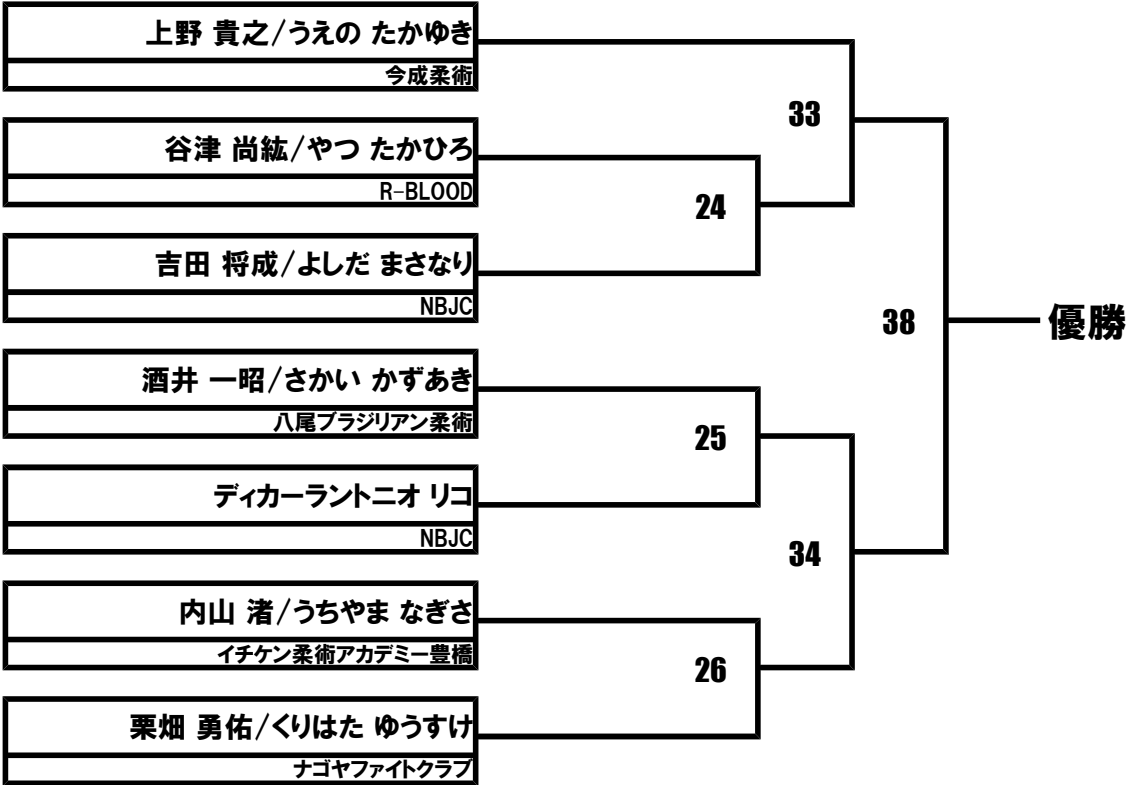 上野 貴之/うえの たかゆき
今成柔術
33
谷津 尚紘/やつ たかひろ
R-BLOOD
24
吉田 将成/よしだ まさなり
NBJC
38
優勝
酒井 一昭/さかい かずあき
八尾ブラジリアン柔術
25
ディカーラントニオ リコ
NBJC
34
内山 渚/うちやま なぎさ
イチケン柔術アカデミー豊橋
26
栗畑 勇佑/くりはた ゆうすけ
ナゴヤファイトクラブ